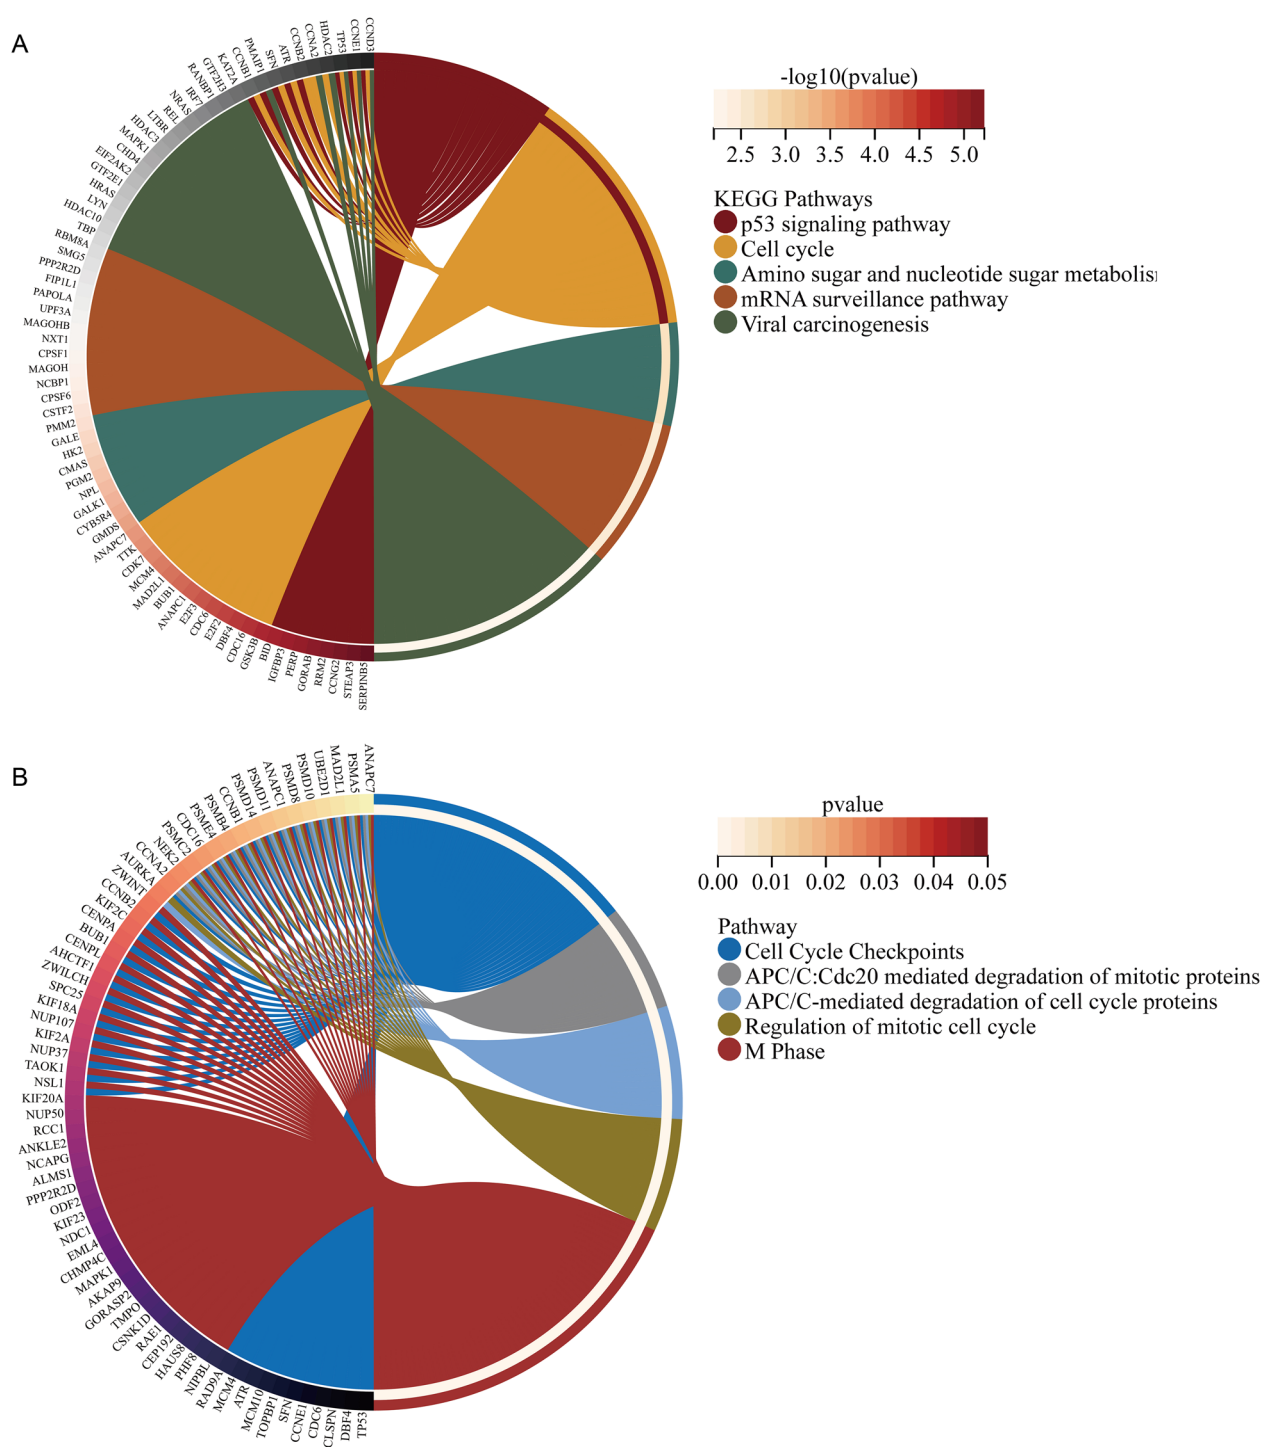 A
CCND3
CCNE1
TP53
HDAC2
CCNA2
CCNB2
ATR
SFN
PMAIP1
CCNB1
KAT2A
GTF2H3
RANBP1
IRF7
NRAS
REL
LTBR
HDAC3
MAPK1
CHD4
EIF2AK2
GTF2E1
HRAS
LYN
HDAC10
TBP
RBM8A
SMG5
PPP2R2D
FIP1L1
PAPOLA
UPF3A
MAGOHB
NXT1
CPSF1
MAGOH
NCBP1
CPSF6
CSTF2
PMM2
GALE
HK2
CMAS
PGM2
NPL
GALK1
CYB5R4
GMDS
ANAPC7
TTK
CDK7
MCM4
MAD2L1
BUB1
ANAPC1
E2F3
CDC6
E2F2
DBF4
CDC16
GSK3B
BID
IGFBP3
PERP
GORAB
RRM2
CCNG2
STEAP3
SERPINB5
-log10(pvalue)
2.5 3.0 3.5 4.0 4.5 5.0
KEGG Pathways
p53 signaling pathway
Cell cycle
Amino sugar and nucleotide sugar metabolis
mRNA surveillance pathway
Viral carcinogenesis
B
ANAPC7
PSMA5
MAD2L1
UBE2D1
PSMD10
PSMD8
ANAPC1
PSMD11
PSMD14
CCNB1
PSMB4
PSME4
CDC16
PSMC2
NEK2
CCNA2
AURKA
ZWINT
CCNB2
KIF2C
CENPA
BUB1
CENPL
AHCTF1
ZWILCH
SPC25
KIF18A
NUP107
KIF2A
NUP37
TAOK1
NSL1
KIF20A
NUP50
RCC1
ANKLE2
NCAPG
ALMS1
PPP2R2D
ODF2
KIF23
NDC1
EML4
CHMP4C
MAPK1
AKAP9
GORASP2
TMPO
CSNK1D
RAE1
CEP192
HAUS8
PHF8
NIPBL
RAD9A
MCM4
ATR
MCM10
TOPBP1
SFN
CCNE1
CDC6
CLSPN
DBF4
TP53
pvalue
0.00 0.01 0.02 0.03 0.04 0.05
Pathway
Cell Cycle Checkpoints
APC/C:Cdc20 mediated degradation of mitotic proteins
APC/C-mediated degradation of cell cycle proteins
Regulation of mitotic cell cycle
M Phase